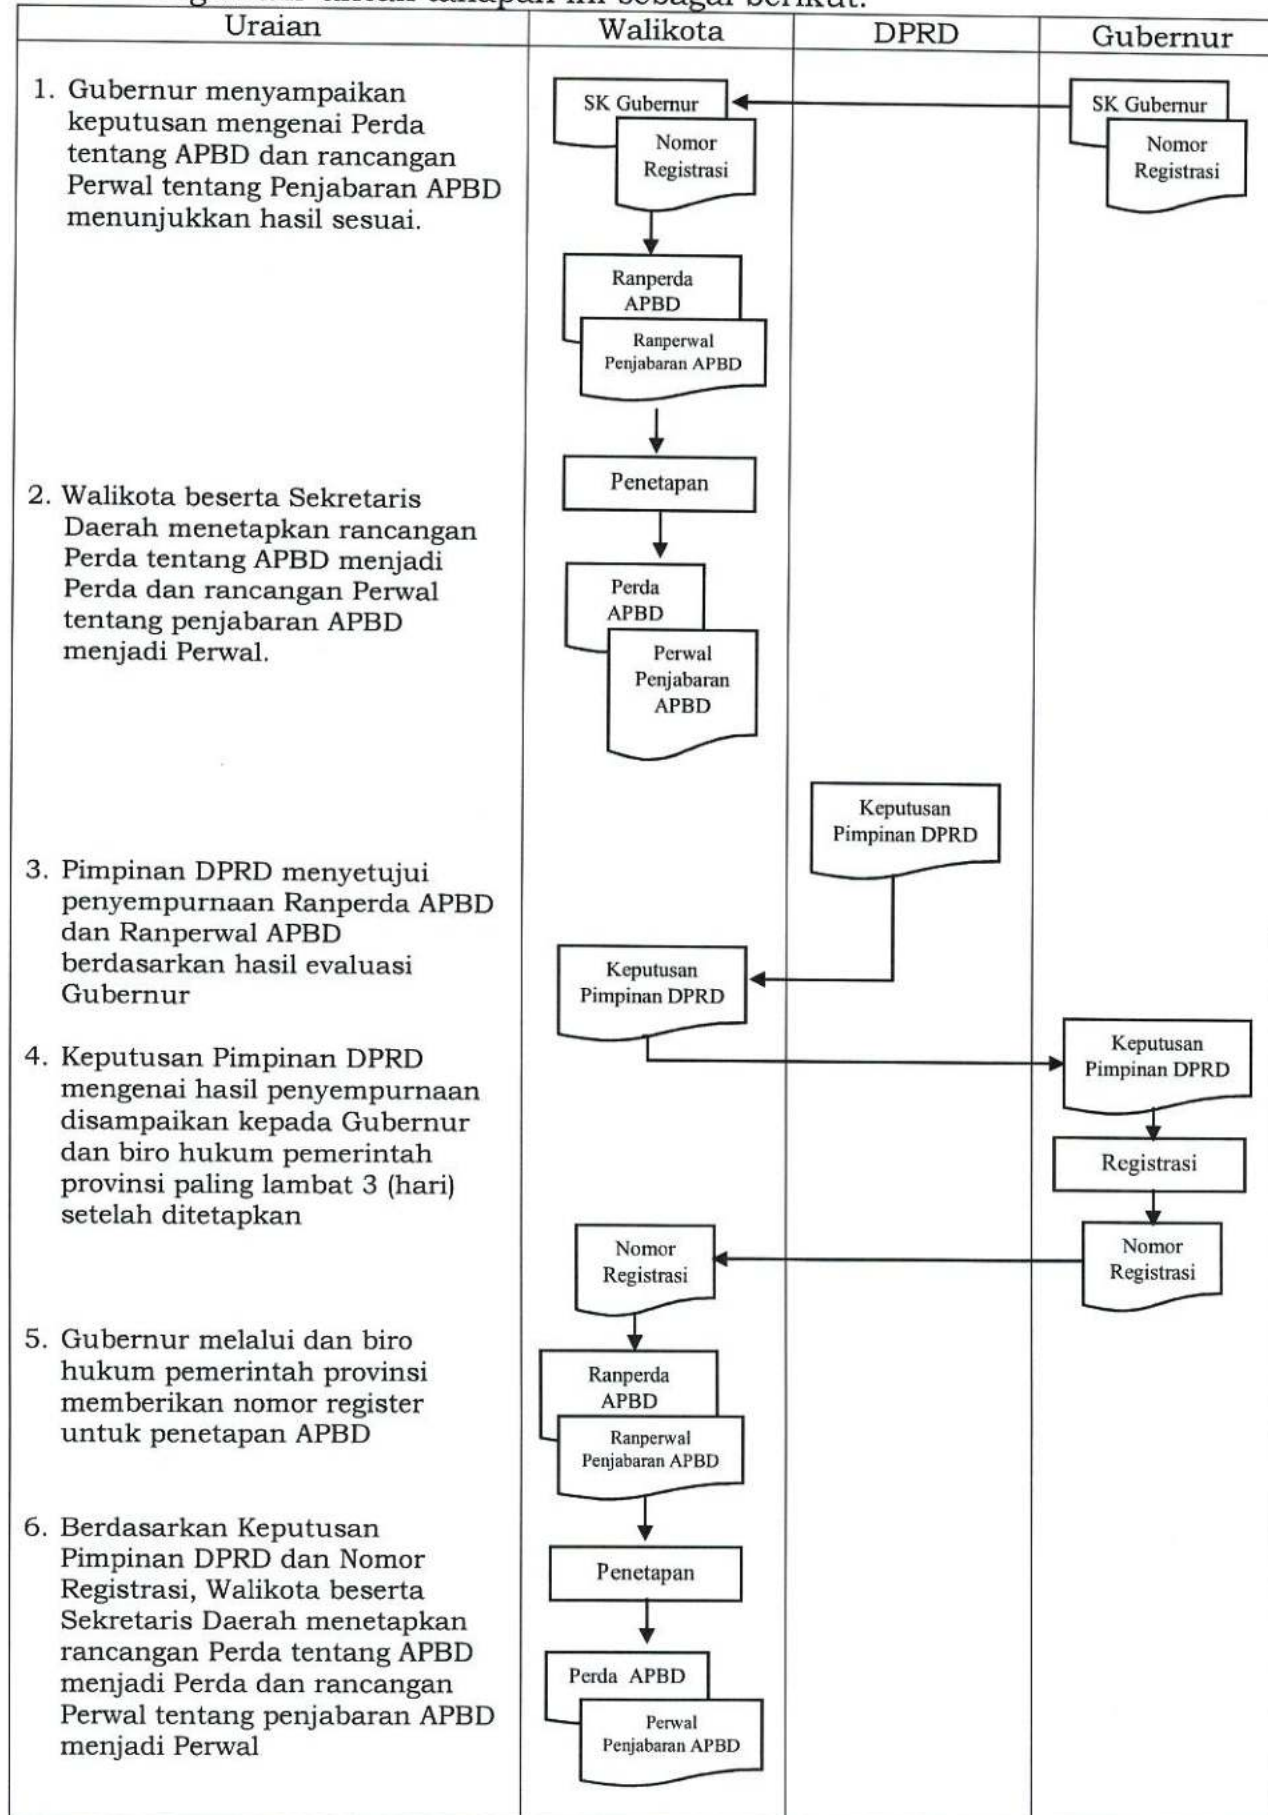 Uraian
Walikota
DPRD
Gubernur
1. Gubernur menyampaikan
keputusan mengenai Perda
tentang APBD dan rancangan
Perwal tentang Penjabaran APBD
menunjukkan hasil sesuai.
SK Gubernur
Nomor
Registrasi
SK Gubernur
Nomor
Registrasi
Ranperda
APBD
Ranperwal
Penjabaran APBD
Penetapan
2. Walikota beserta Sekretaris
Daerah menetapkan rancangan
Perda tentang APBD menjadi
Perda dan rancangan Perwal
tentang penjabaran APBD
menjadi Perwal.
Perda
APBD
Perwal
Penjabaran
APBD
Keputusan
Pimpinan DPRD
3. Pimpinan DPRD menyetujui
penyempurnaan Ranperda APBD
dan Ranperwal APBD
berdasarkan hasil evaluasi
Gubernur
Keputusan
Pimpinan DPRD
Keputusan
Pimpinan DPRD
4. Keputusan Pimpinan DPRD
mengenai hasil penyempurnaan
disampaikan kepada Gubernur
dan biro hukum pemerintah
provinsi paling lambat 3 (hari)
setelah ditetapkan
Registrasi
Nomor
Registrasi
Nomor
Registrasi
5. Gubernur melalui dan biro
hukum pemerintah provinsi
memberikan nomor register
untuk penetapan APBD
Ranperda
APBD
Ranperwal
Penjabaran APBD
6. Berdasarkan Keputusan
Pimpinan DPRD dan Nomor
Registrasi, Walikota beserta
Sekretaris Daerah menetapkan
rancangan Perda tentang APBD
menjadi Perda dan rancangan
Perwal tentang penjabaran APBD
menjadi Perwal
Penetapan
Perda APBD
Perwal
Penjabaran APBD